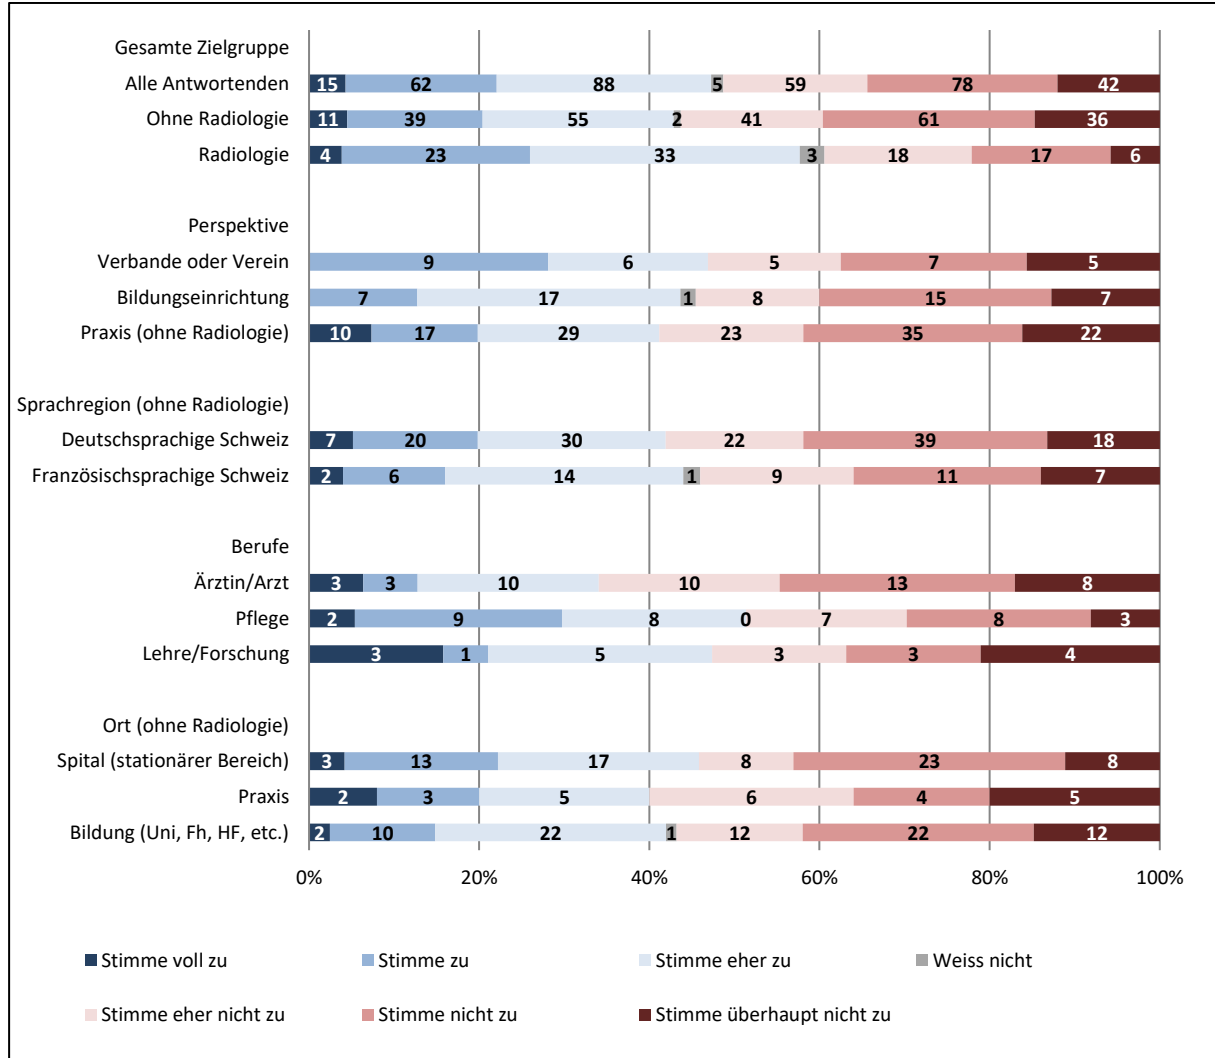 Gesamte Zielgruppe
Alle Antwortenden 15 62 88 5 59 78 42
Ohne Radiologie 11 39 55 2 41 61 36
Radiologie 4 23 33 3 18 17 6
Perspektive
Verbande oder Verein 9 6 5 7 5
Bildungseinrichtung 7 17 1 8 15 7
Praxis (ohne Radiologie) 10 17 29 23 35 22
Sprachregion (ohne Radiologie)
Deutschsprachige Schweiz 7 20 30 22 39 18
Französischsprachige Schweiz 2 6 14 1 9 11 7
Berufe
Ärztin/Arzt 3 3 10 10 13 8
Pflege 2 9 8 0 7 8 3
Lehre/Forschung 3 1 5 3 3 4
Ort (ohne Radiologie)
Spital (stationärer Bereich) 3 13 17 8 23 8
Praxis 2 3 5 6 4 5
Bildung (Uni, Fh, HF, etc.) 2 10 22 1 12 22 12
0% 20% 40% 60% 80% 100%
Stimme voll zu Stimme zu Stimme eher zu Weiss nicht
Stimme eher nicht zu Stimme nicht zu Stimme überhaupt nicht zu